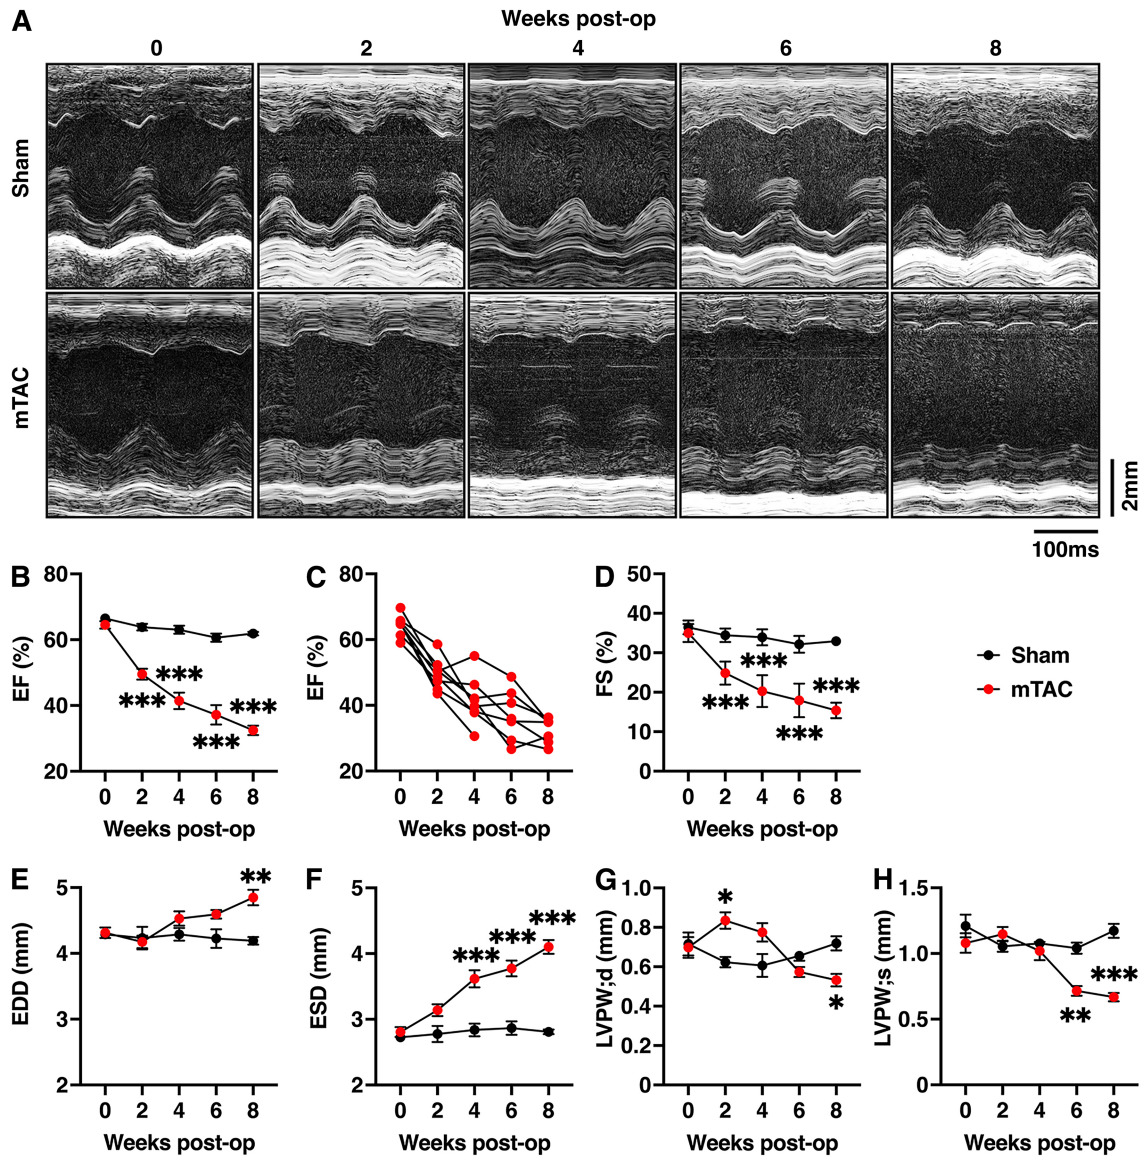 A
Weeks post-op
0 2 4 6 8
Sham
mTAC
2mm
100ms
B
EF (%)
80
60
40
20
*** *** *** ***
0 2 4 6 8
Weeks post-op
C
EF (%)
80
60
40
20
0 2 4 6 8
Weeks post-op
D
FS (%)
50
40
30
20
10
0
*** *** *** ***
0 2 4 6 8
Weeks post-op
Sham
mTAC
E
EDD (mm)
5
4
3
2
**
0 2 4 6 8
Weeks post-op
F
ESD (mm)
5
4
3
2
*** *** ***
0 2 4 6 8
Weeks post-op
G
LVPW;d (mm)
1.0
0.8
0.6
0.4
0.2
0
* *
0 2 4 6 8
Weeks post-op
H
LVPW;s (mm)
1.5
1.0
0.5
0
** ***
0 2 4 6 8
Weeks post-op